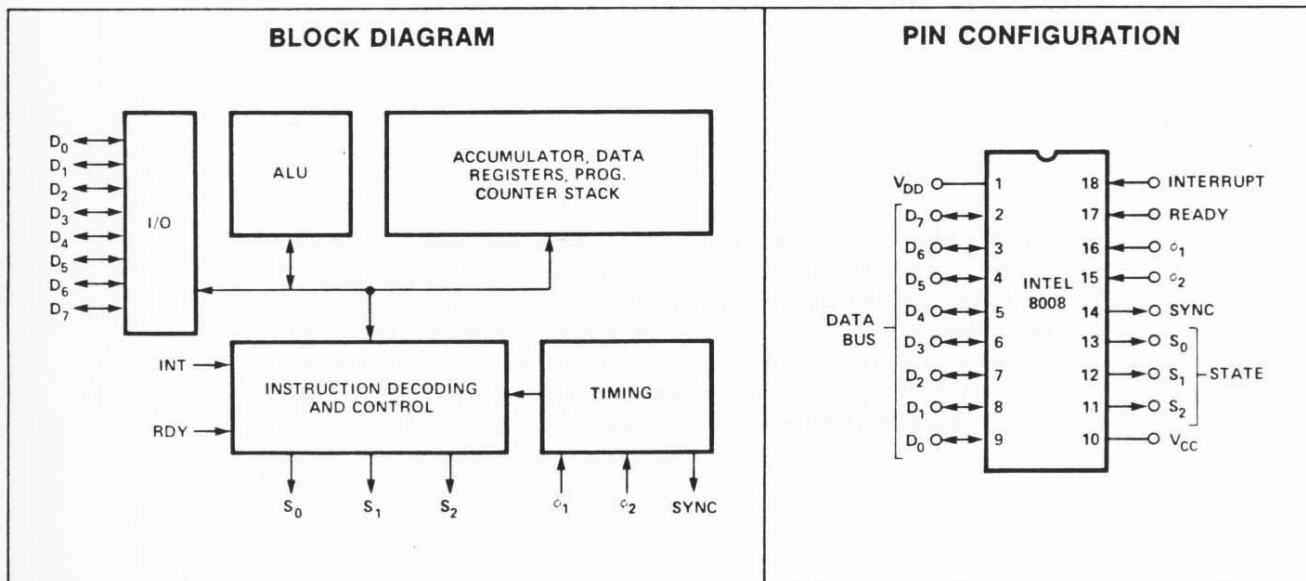 BLOCK DIAGRAM
D0
D1
D2
D3
D4
D5
D6
D7
I/O
ALU
ACCUMULATOR, DATA
REGISTERS, PROG.
COUNTER STACK
INT
RDY
INSTRUCTION DECODING
AND CONTROL
TIMING
S0 S1 S2 ϕ1 ϕ2 SYNC
PIN CONFIGURATION
VDD 1 18 INTERRUPT
D7 2 17 READY
D6 3 16 ϕ1
D5 4 15 ϕ2
INTEL
8008
D4 5 14 SYNC
DATA
BUS
D3 6 13 S0
D2 7 12 S1
STATE
D1 8 11 S2
D0 9 10 VCC